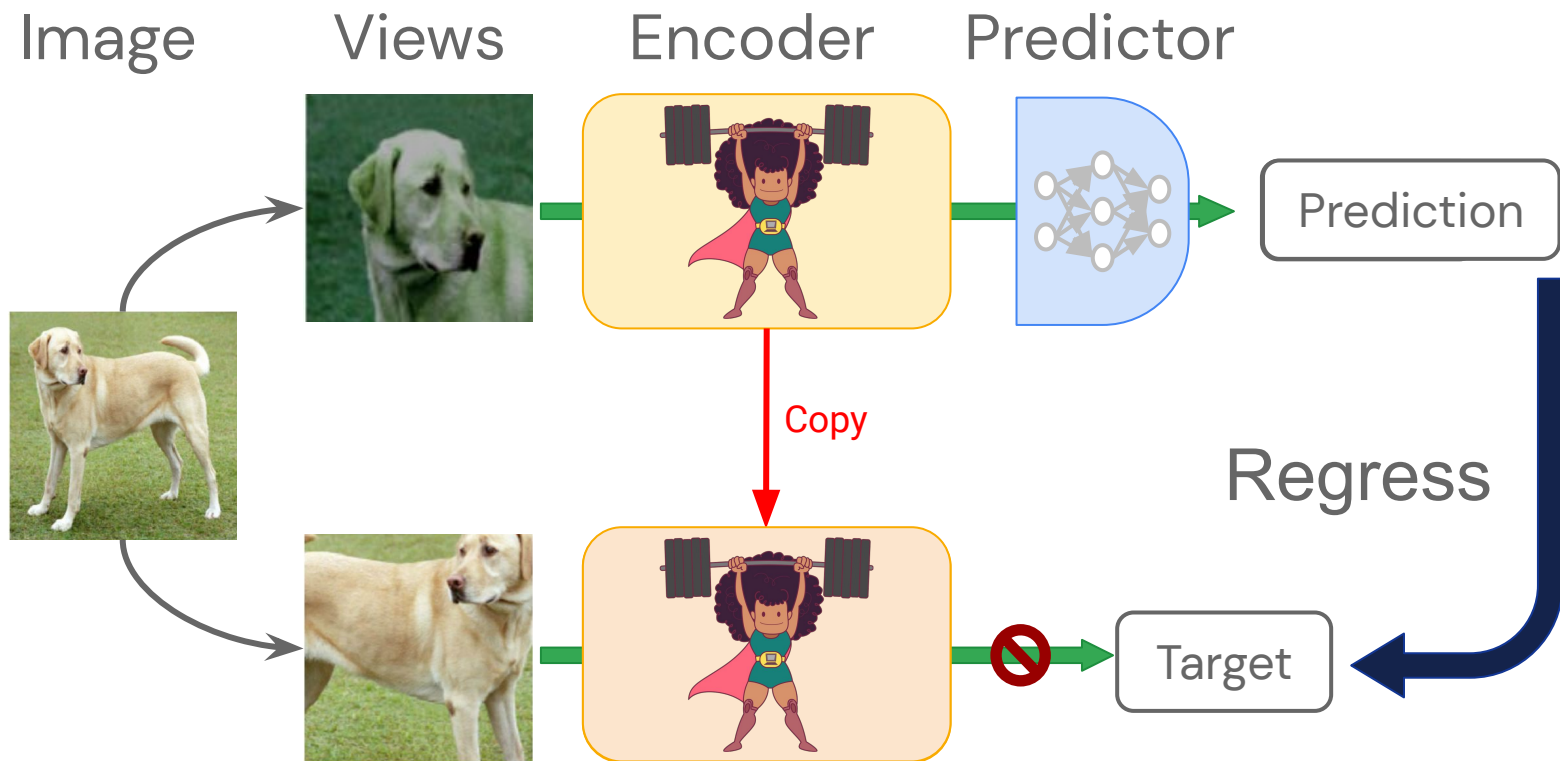 Image
Views
Encoder
Predictor
Prediction
Copy
Regress
Target